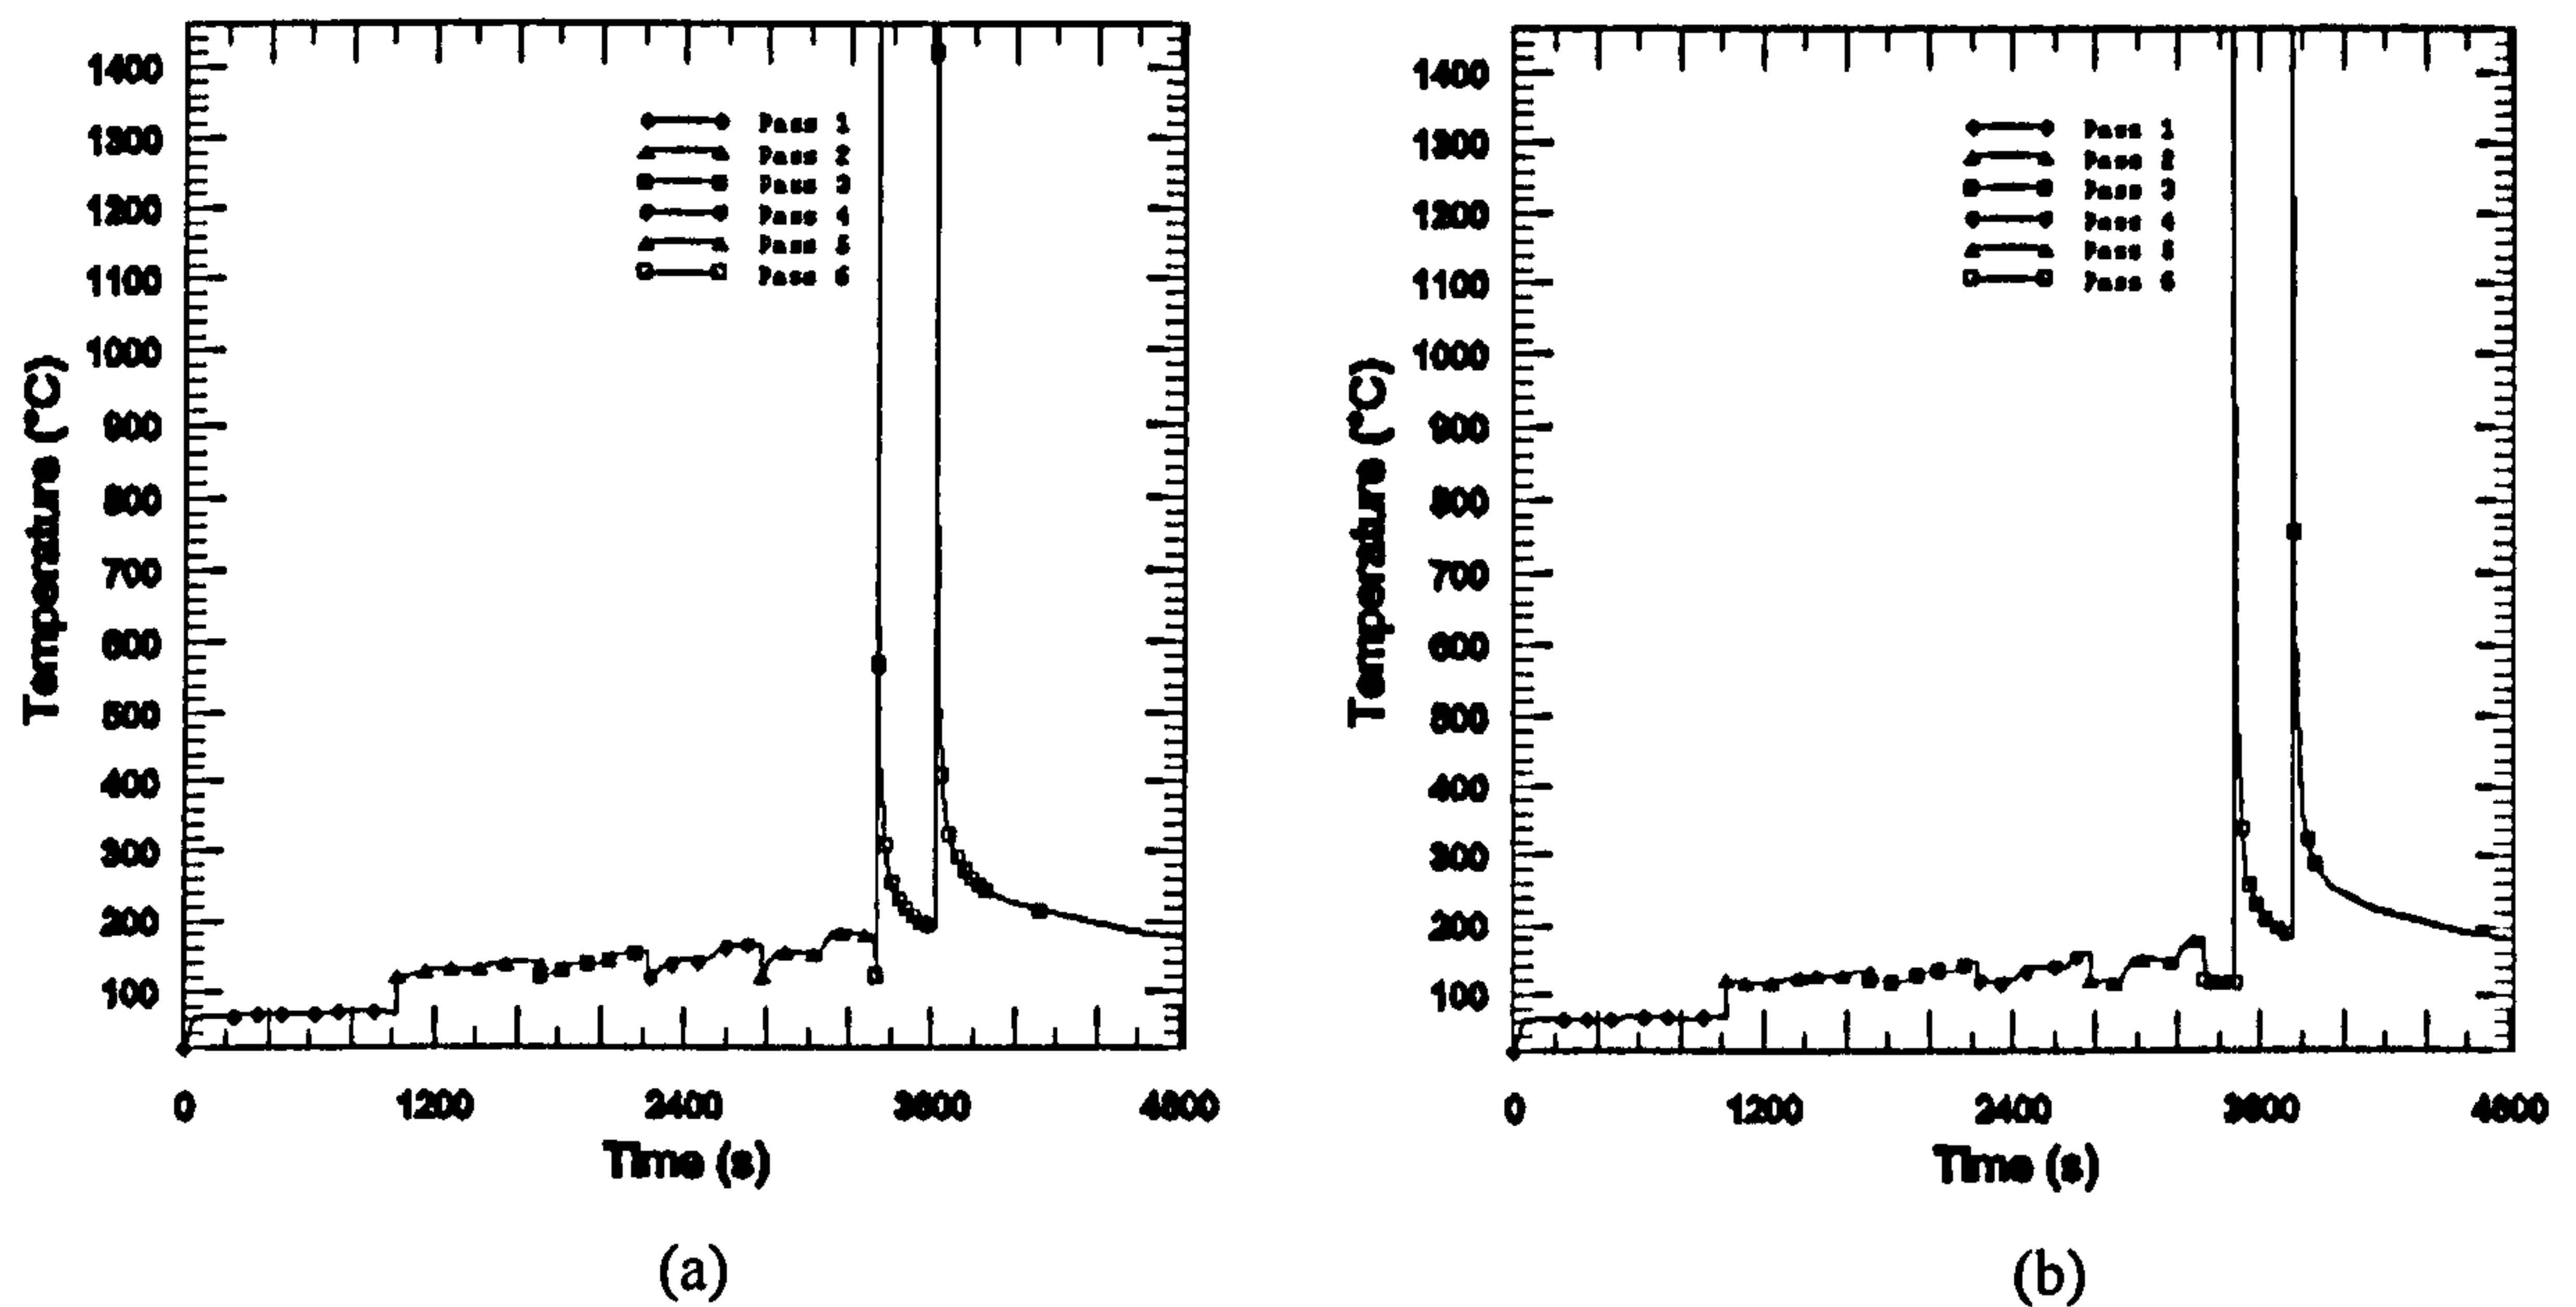 1400
1300
1200
1100
1000
900
800
700
600
500
400
300
200
100
Temperature (°C)
Pass 1
Pass 2
Pass 3
Pass 4
Pass 5
Pass 6
0 1200 2400 3600 4800
Time (s)
(a)
1400
1300
1200
1100
1000
900
800
700
600
500
400
300
200
100
Temperature (°C)
Pass 1
Pass 2
Pass 3
Pass 4
Pass 5
Pass 6
0 1200 2400 3600 4800
Time (s)
(b)